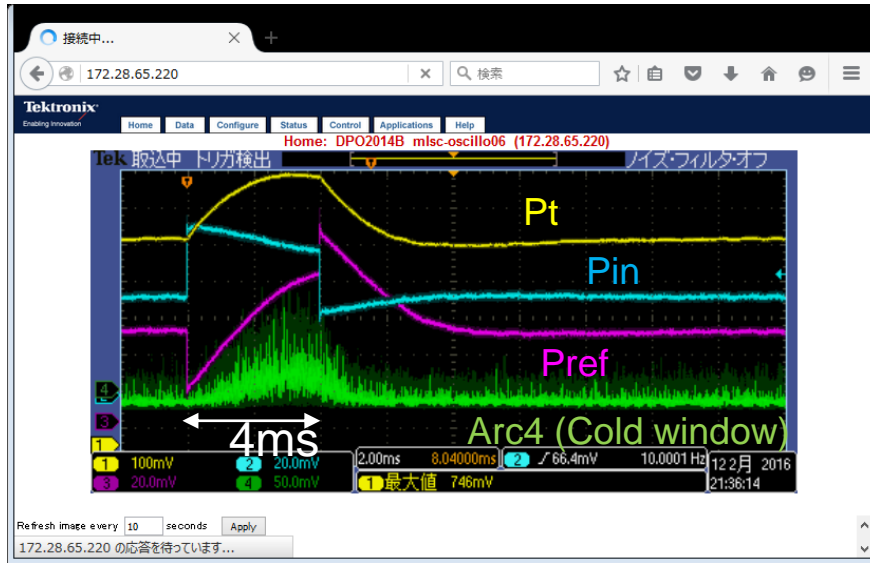 接続中...
172.28.65.220
検索
Tektronix
Enabling Innovation
Home Data Configure Status Control Applications Help
Home: DPO2014B mlsc-oscillo06 (172.28.65.220)
Tek 取込中 トリガ検出 ノイズ・フィルタ・オフ
Pt
Pin
Pref
4
3
4ms
Arc4 (Cold window)
1
1 100mV 2 20.0mV 2.00ms 8.04000ms 2 66.4mV 10.0001 Hz 12 2月 2016
3 20.0mV 4 50.0mV 1 最大値 746mV 21:36:14
Refresh image every 10 seconds Apply
172.28.65.220 の応答を待っています...